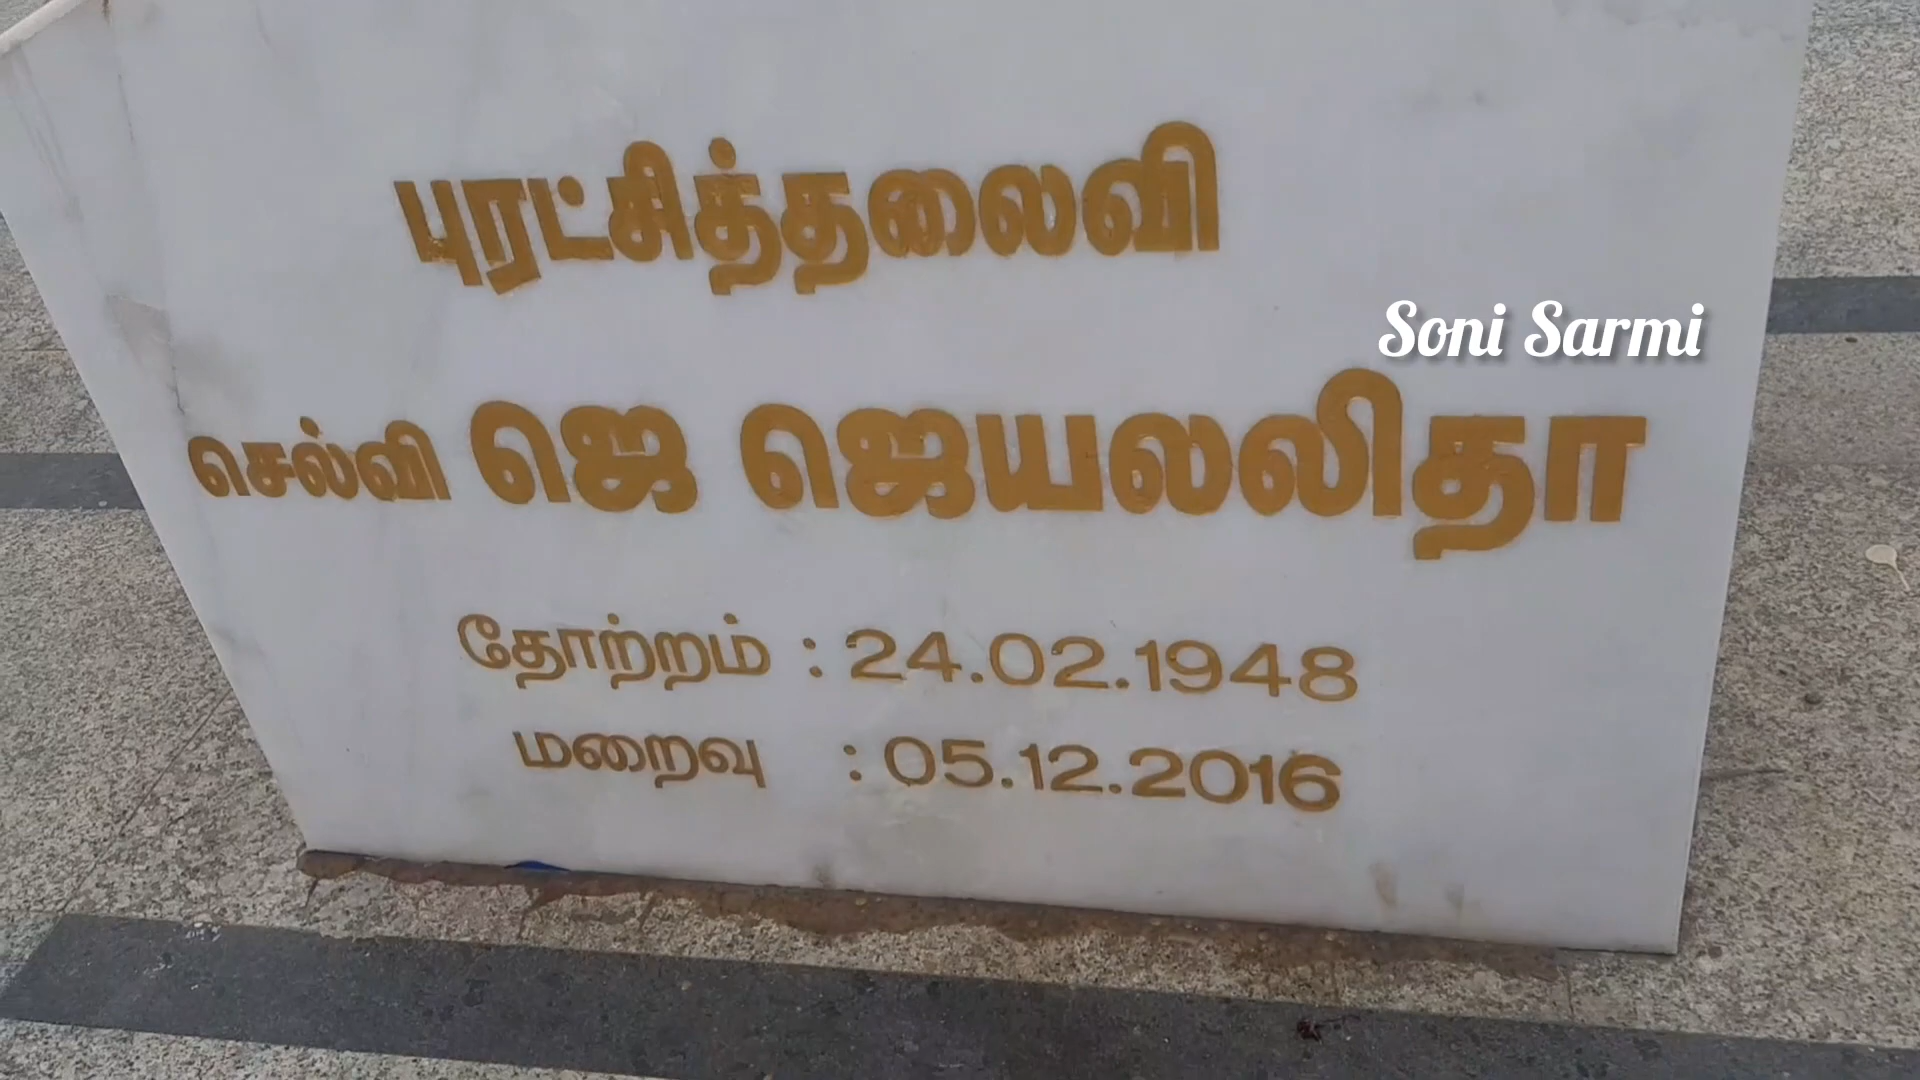 புரட்சித்தலைவி
Soni Sarmi
செல்வி ஜெ ஜெயலலிதா
தோற்றம் : 24.02.1948
மறைவு : 05.12.2016